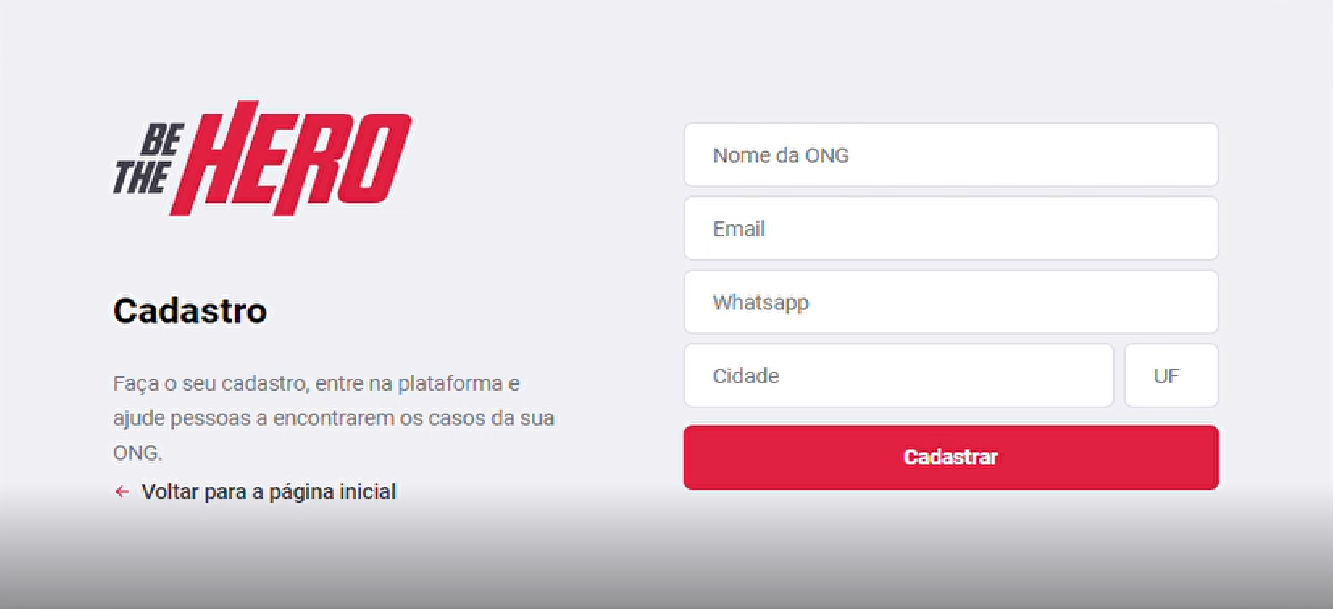 BE
THE HERO
Cadastro
Faça o seu cadastro, entre na plataforma e
ajude pessoas a encontrarem os casos da sua
ONG.
← Voltar para a página inicial
Nome da ONG
Email
Whatsapp
Cidade
UF
Cadastrar